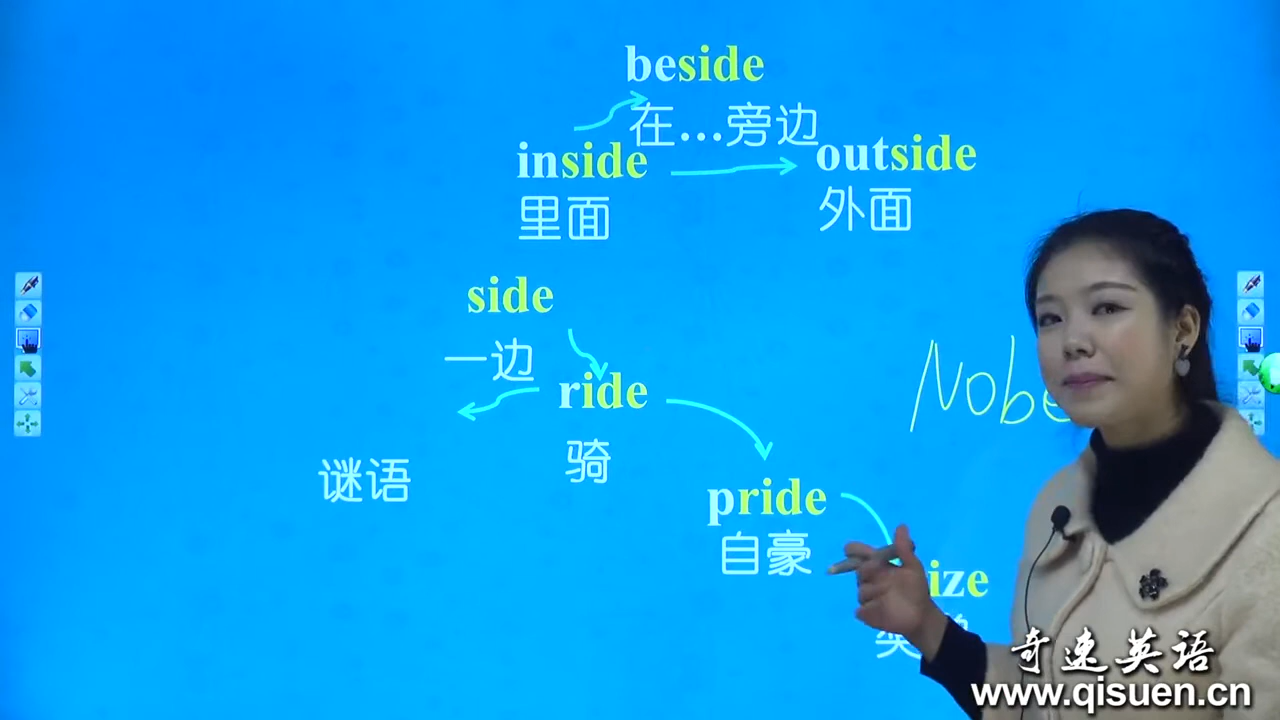 beside
在...旁边
inside
outside
里面
外面
side
一边
ride
Nobe
谜语
骑
pride
自豪
ize
奇速英语
www.qisuen.cn